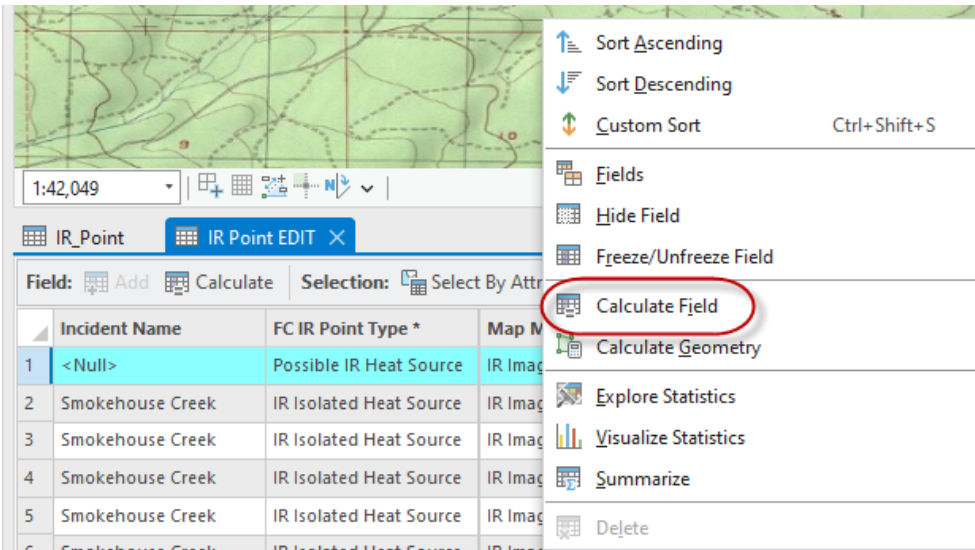 Sort Ascending
Sort Descending
Custom Sort Ctrl+Shift+S
Fields
Hide Field
Freeze/Unfreeze Field
Calculate Field
Calculate Geometry
Explore Statistics
Visualize Statistics
Summarize
Delete
9
10
1:42,049
IR_Point IR Point EDIT
Field: Add Calculate Selection: Select By Attr
Incident Name FC IR Point Type * Map M
1 <Null> Possible IR Heat Source IR Imag
2 Smokehouse Creek IR Isolated Heat Source IR Imag
3 Smokehouse Creek IR Isolated Heat Source IR Imag
4 Smokehouse Creek IR Isolated Heat Source IR Imag
5 Smokehouse Creek IR Isolated Heat Source IR Imag